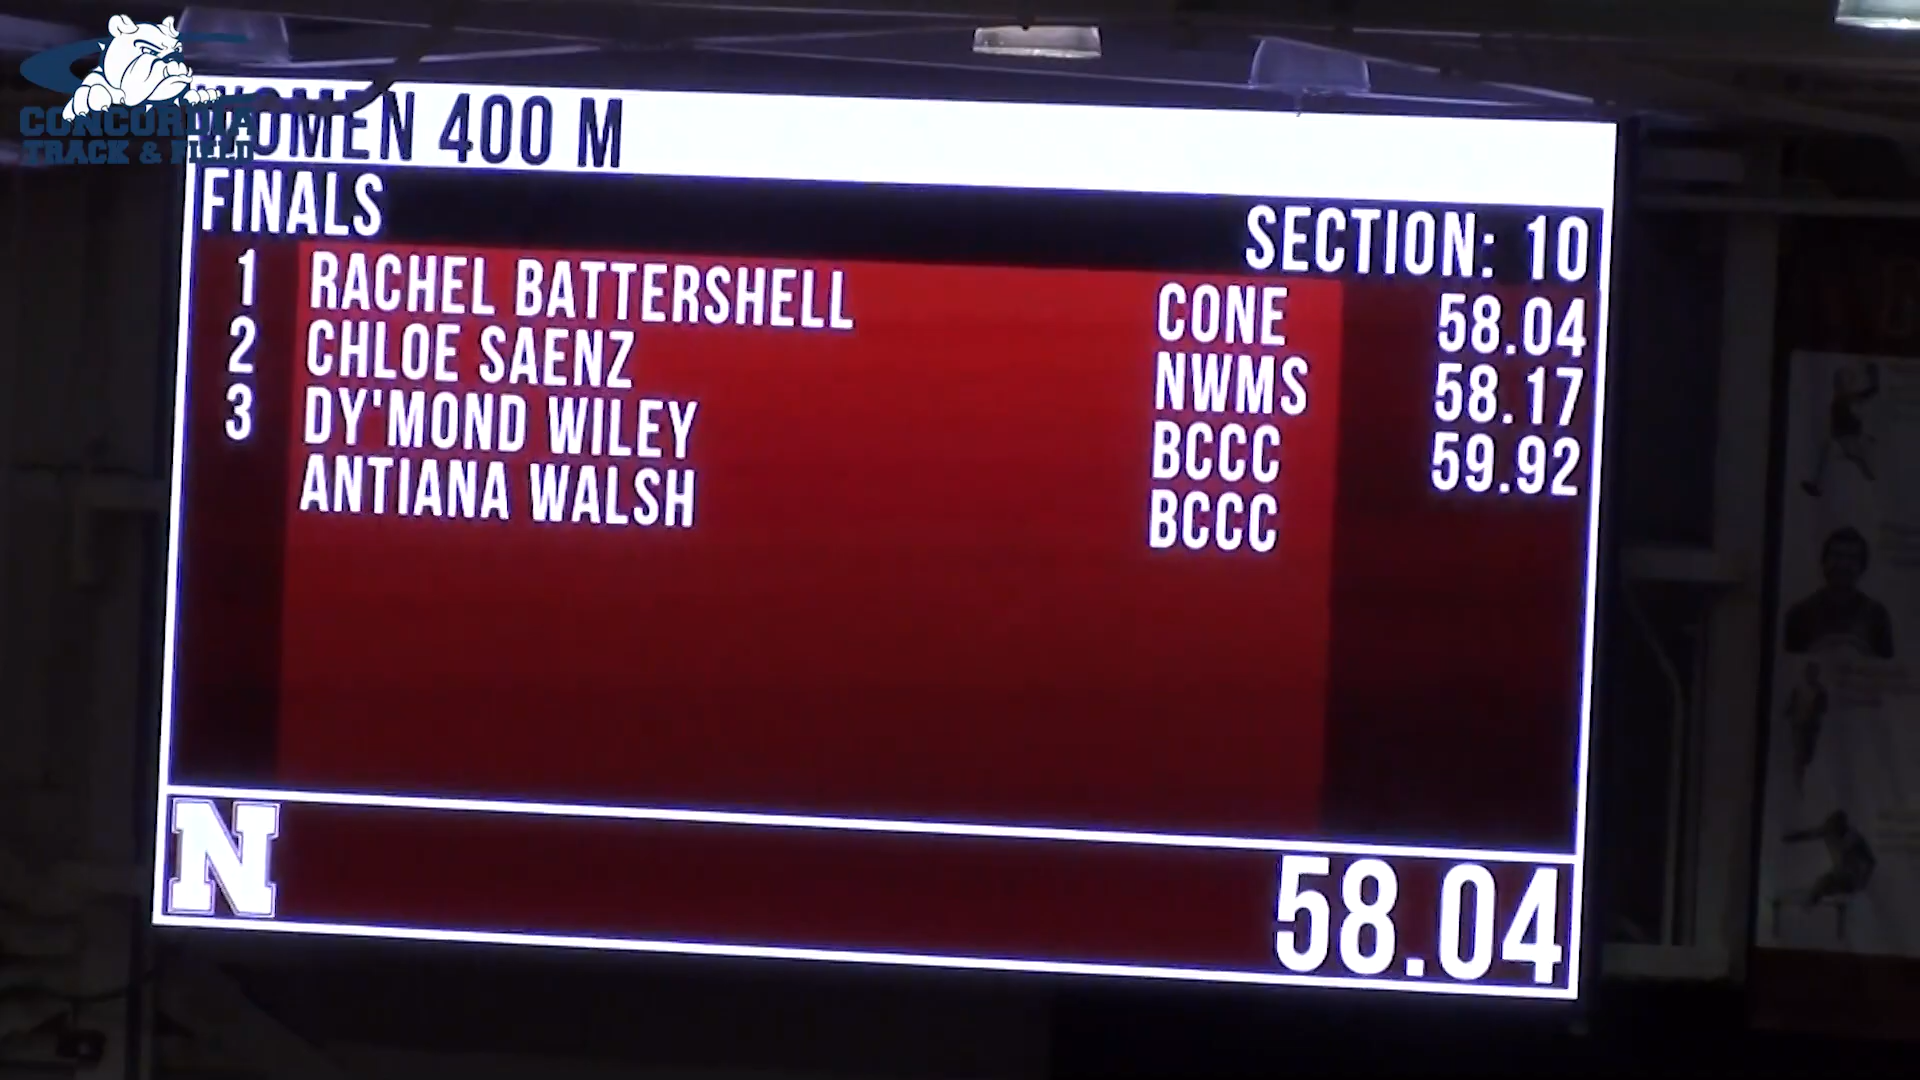 CONCORDIA
TRACK & FIELD
WOMEN 400 M
FINALS
SECTION: 10
1 RACHEL BATTERSHELL CONE 58.04
2 CHLOE SAENZ NWMS 58.17
3 DY'MOND WILEY BCCC 59.92
ANTIANA WALSH BCCC
N
58.04